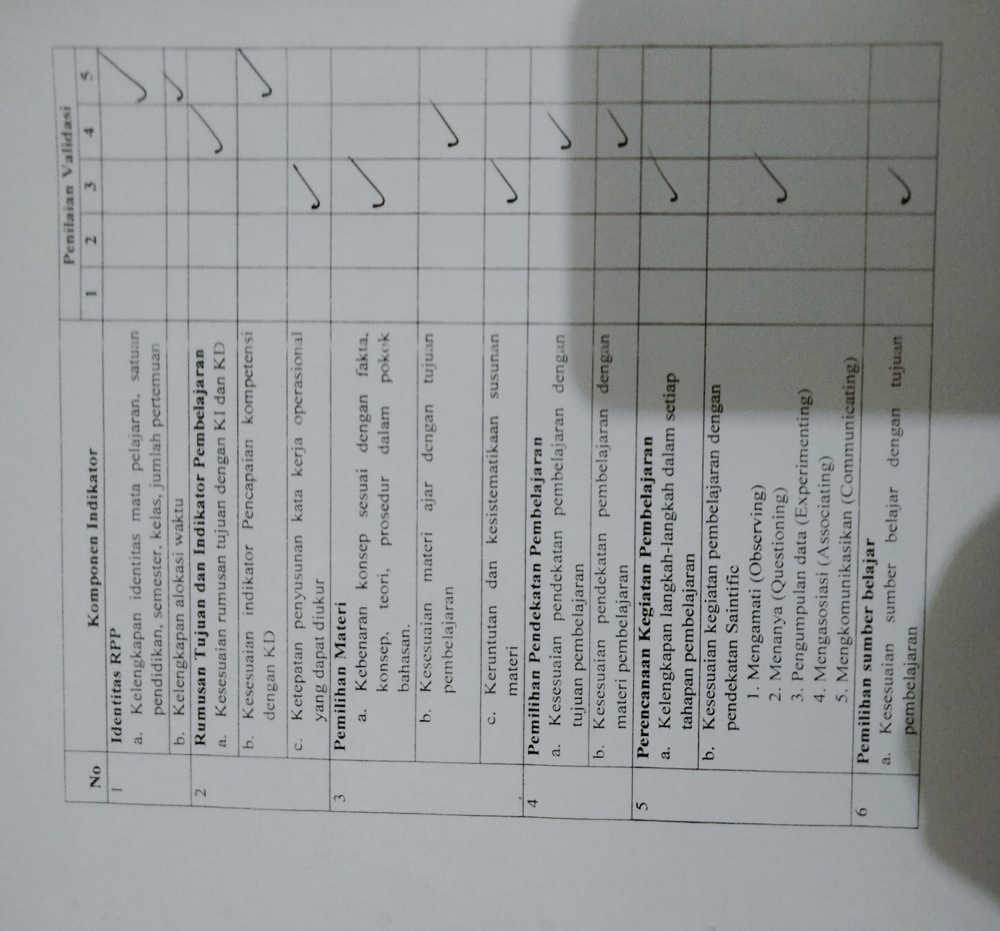 No
Komponen Indikator
Penilaian Validasi
1 2 3 4 5
1
Identitas RPP
a. Kelengkapan identitas mata pelajaran, satuan
pendidikan, semester, kelas, jumlah pertemuan
✓
b. Kelengkapan alokasi waktu
✓
2
Rumusan Tujuan dan Indikator Pembelajaran
a. Kesesuaian rumusan tujuan dengan KI dan KD
✓
b. Kesesuaian indikator Pencapaian kompetensi
dengan KD
✓
c. Ketepatan penyusunan kata kerja operasional
yang dapat diukur
✓
3
Pemilihan Materi
a. Kebenaran konsep sesuai dengan fakta,
konsep, teori, prosedur dalam pokok
bahasan.
✓
b. Kesesuaian materi ajar dengan tujuan
pembelajaran
✓
c. Keruntutan dan kesistematikaan susunan
materi
✓
4
Pemilihan Pendekatan Pembelajaran
a. Kesesuaian pendekatan pembelajaran dengan
tujuan pembelajaran
✓
b. Kesesuaian pendekatan pembelajaran dengan
materi pembelajaran
✓
5
Perencanaan Kegiatan Pembelajaran
a. Kelengkapan langkah-langkah dalam setiap
tahapan pembelajaran
✓
b. Kesesuaian kegiatan pembelajaran dengan
pendekatan Saintific
1. Mengamati (Observing)
2. Menanya (Questioning)
3. Pengumpulan data (Experimenting)
4. Mengasosiasi (Associating)
5. Mengkomunikasikan (Communicating)
✓
6
Pemilihan sumber belajar
a. Kesesuaian sumber belajar dengan tujuan
pembelajaran
✓